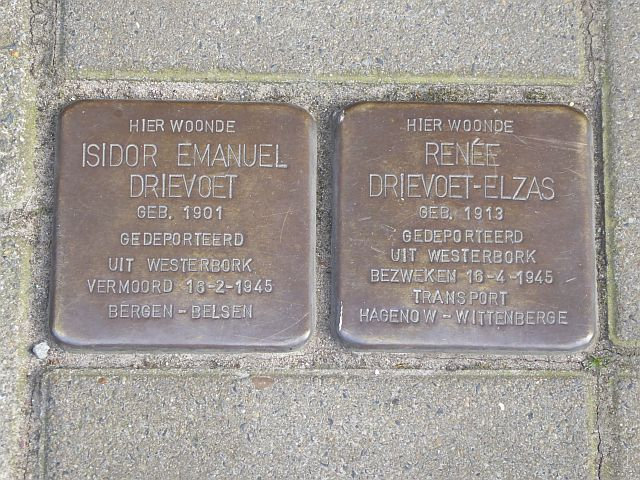 HIER WOONDE
ISIDOR EMANUEL
DRIEVOET
GEB. 1901
GEDEPORTEERD
UIT WESTERBORK
VERMOORD 16-2-1945
BERGEN-BELSEN
HIER WOONDE
RENÉE
DRIEVOET-ELZAS
GEB. 1913
GEDEPORTEERD
UIT WESTERBORK
BEZWEKEN 16-4-1945
TRANSPORT
HAGENOW-WITTENBERGE